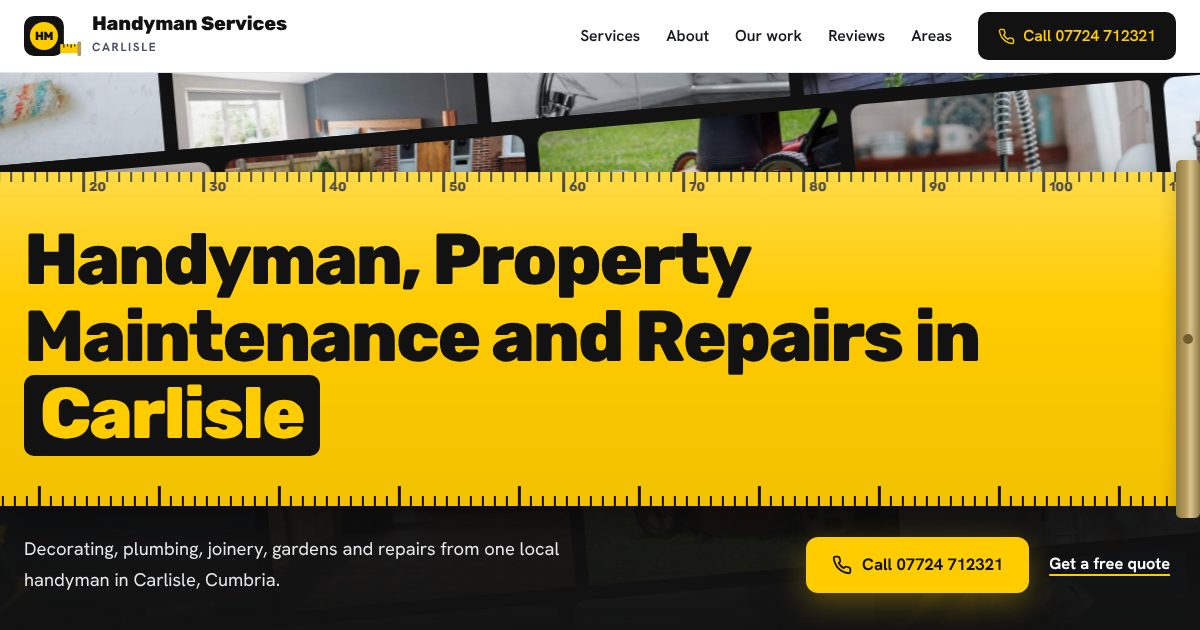 HM
Handyman Services
CARLISLE
Services About Our work Reviews Areas Call 07724 712321
20 30 40 50 60 70 80 90 100
Handyman, Property
Maintenance and Repairs in
Carlisle
Decorating, plumbing, joinery, gardens and repairs from one local
handyman in Carlisle, Cumbria.
Call 07724 712321
Get a free quote